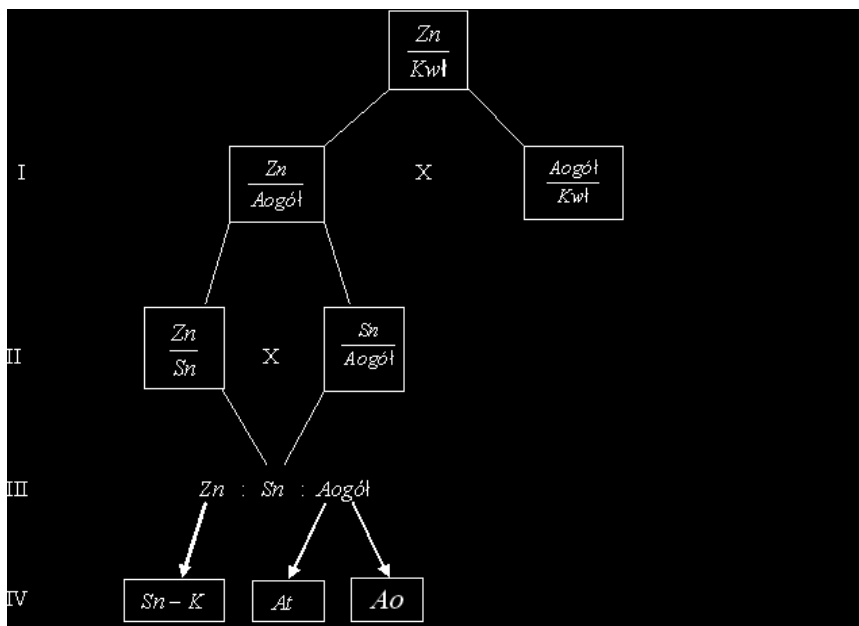 Zn
Kwł
I
Zn
Aogół
X
Aogół
Kwł
II
Zn
Sn
X
Sn
Aogół
III
Zn : Sn : Aogół
IV
Sn – K
At
Ao